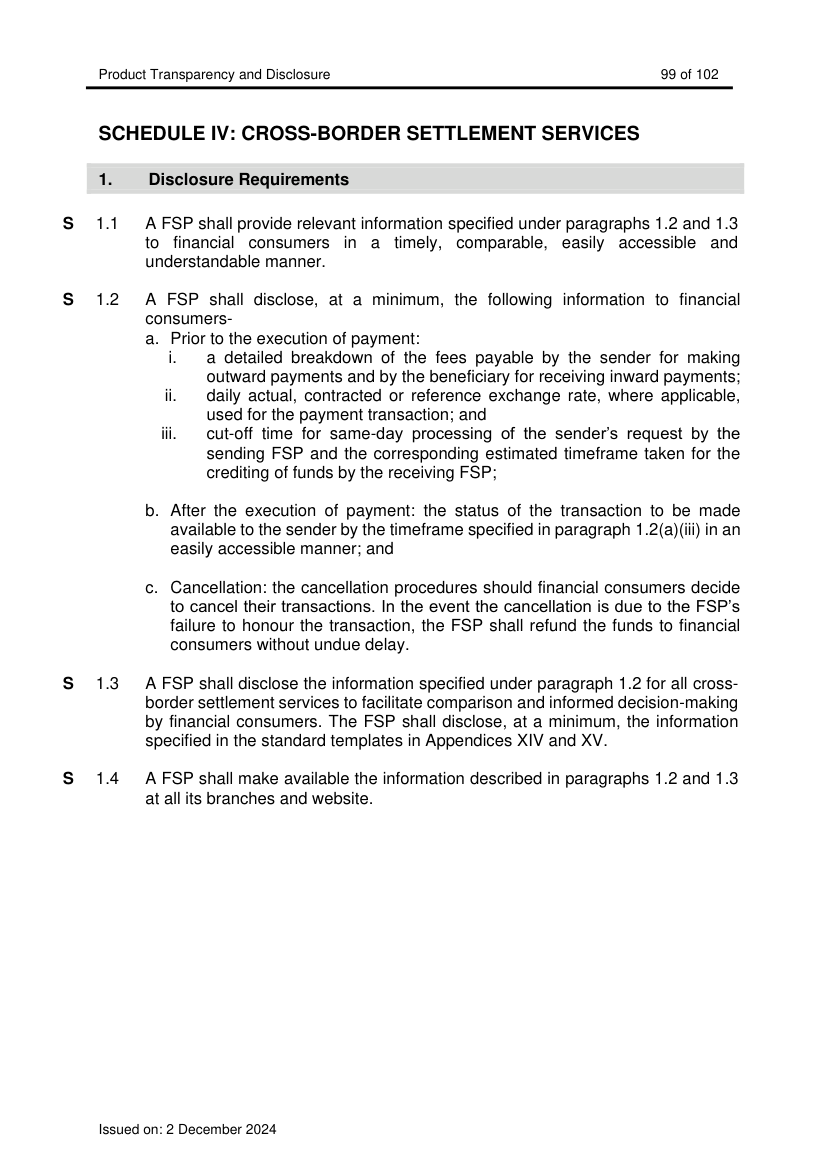 Product Transparency and Disclosure 99 of 102
SCHEDULE IV: CROSS-BORDER SETTLEMENT SERVICES
1. Disclosure Requirements
S 1.1 A FSP shall provide relevant information specified under paragraphs 1.2 and 1.3
to financial consumers in a timely, comparable, easily accessible and
understandable manner.
S 1.2 A FSP shall disclose, at a minimum, the following information to financial
consumers-
a. Prior to the execution of payment:
i. a detailed breakdown of the fees payable by the sender for making
outward payments and by the beneficiary for receiving inward payments;
ii. daily actual, contracted or reference exchange rate, where applicable,
used for the payment transaction; and
iii. cut-off time for same-day processing of the sender’s request by the
sending FSP and the corresponding estimated timeframe taken for the
crediting of funds by the receiving FSP;
b. After the execution of payment: the status of the transaction to be made
available to the sender by the timeframe specified in paragraph 1.2(a)(iii) in an
easily accessible manner; and
c. Cancellation: the cancellation procedures should financial consumers decide
to cancel their transactions. In the event the cancellation is due to the FSP’s
failure to honour the transaction, the FSP shall refund the funds to financial
consumers without undue delay.
S 1.3 A FSP shall disclose the information specified under paragraph 1.2 for all cross-
border settlement services to facilitate comparison and informed decision-making
by financial consumers. The FSP shall disclose, at a minimum, the information
specified in the standard templates in Appendices XIV and XV.
S 1.4 A FSP shall make available the information described in paragraphs 1.2 and 1.3
at all its branches and website.
Issued on: 2 December 2024